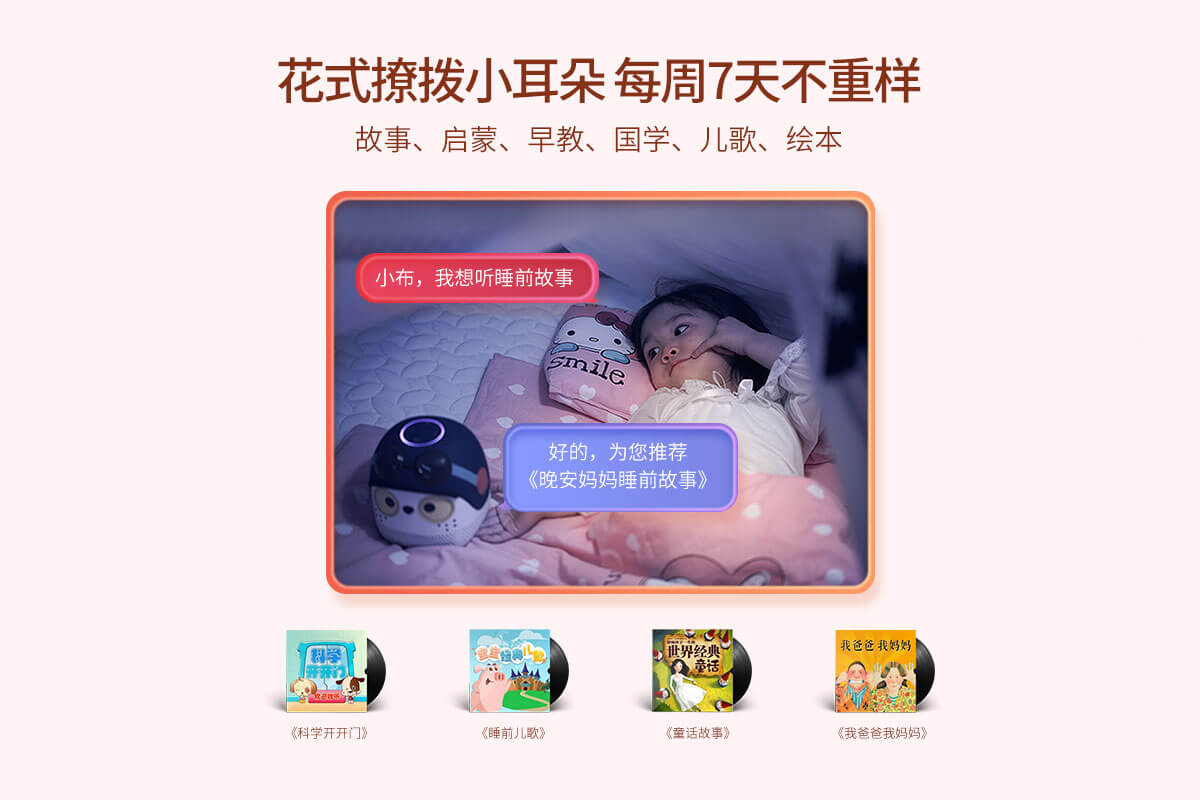 花式撩拨小耳朵 每周7天不重样
故事、启蒙、早教、国学、儿歌、绘本
小布，我想听睡前故事
smile
好的，为您推荐
《晚安妈妈睡前故事》
科学
开开门
世界经典
童话
我爸爸 我妈妈
《科学开开门》
《睡前儿歌》
《童话故事》
《我爸爸我妈妈》